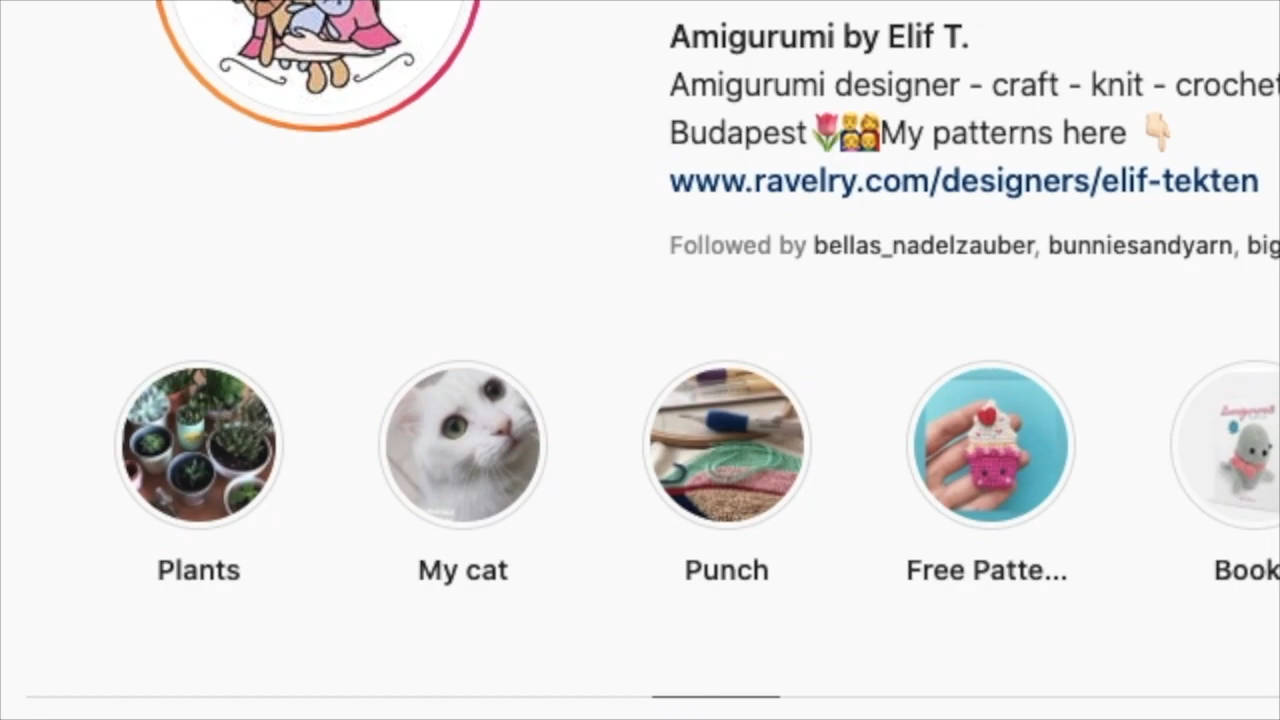 Amigurumi by Elif T.
Amigurumi designer - craft - knit - crochet
Budapest🌷👨‍👩‍👧‍👦My patterns here 👇🏻
www.ravelry.com/designers/elif-tekten
Followed by bellas_nadelzauber, bunniesandyarn, big
Plants
My cat
Punch
Free Patte...
Book